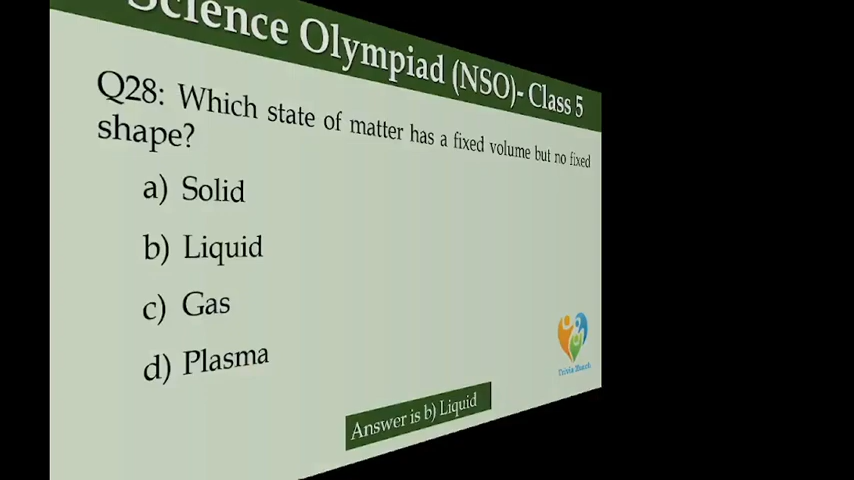 Science Olympiad (NSO)- Class 5
Q28: Which state of matter has a fixed volume but no fixed
shape?
a) Solid
b) Liquid
c) Gas
d) Plasma
Answer is b) Liquid